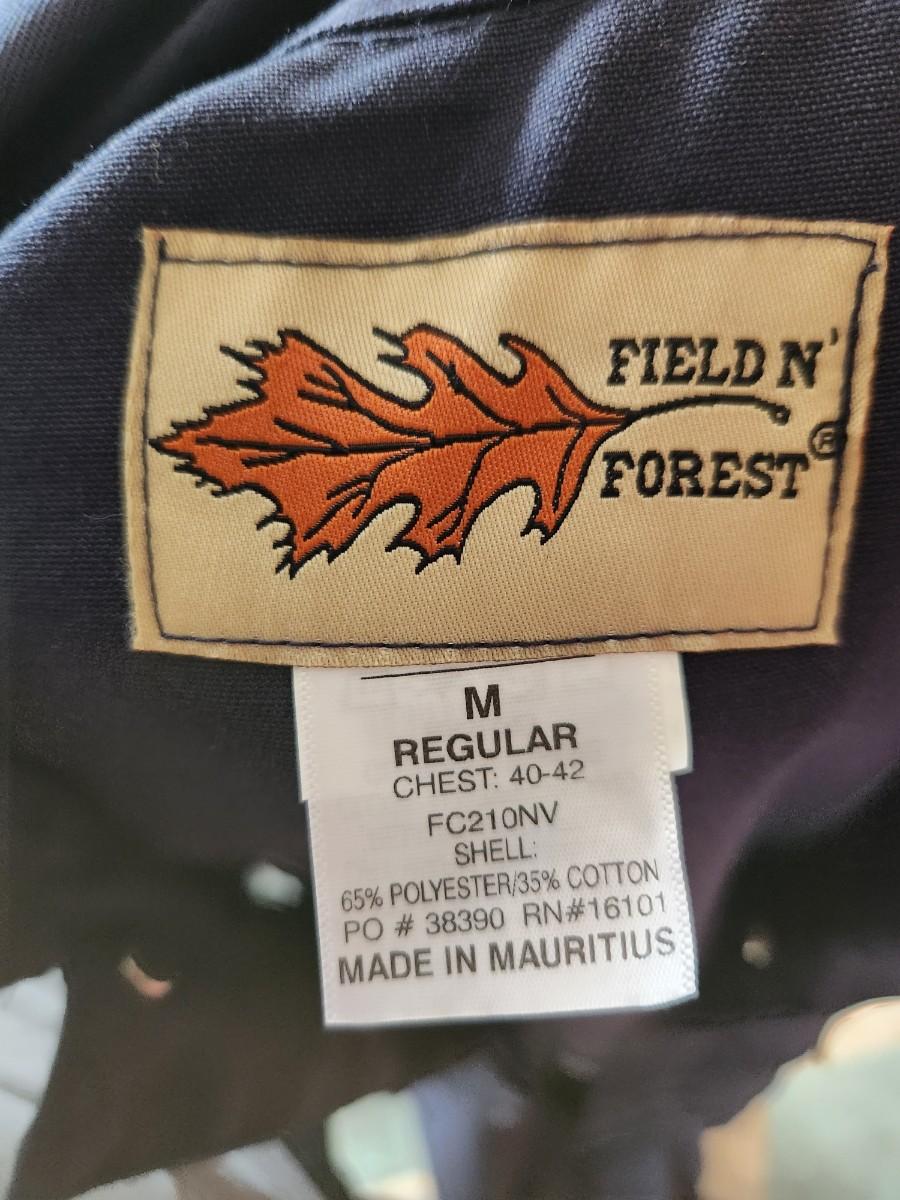 FIELD N'
FOREST®
M
REGULAR
CHEST: 40-42
FC210NV
SHELL:
65% POLYESTER/35% COTTON
PO # 38390 RN#16101
MADE IN MAURITIUS